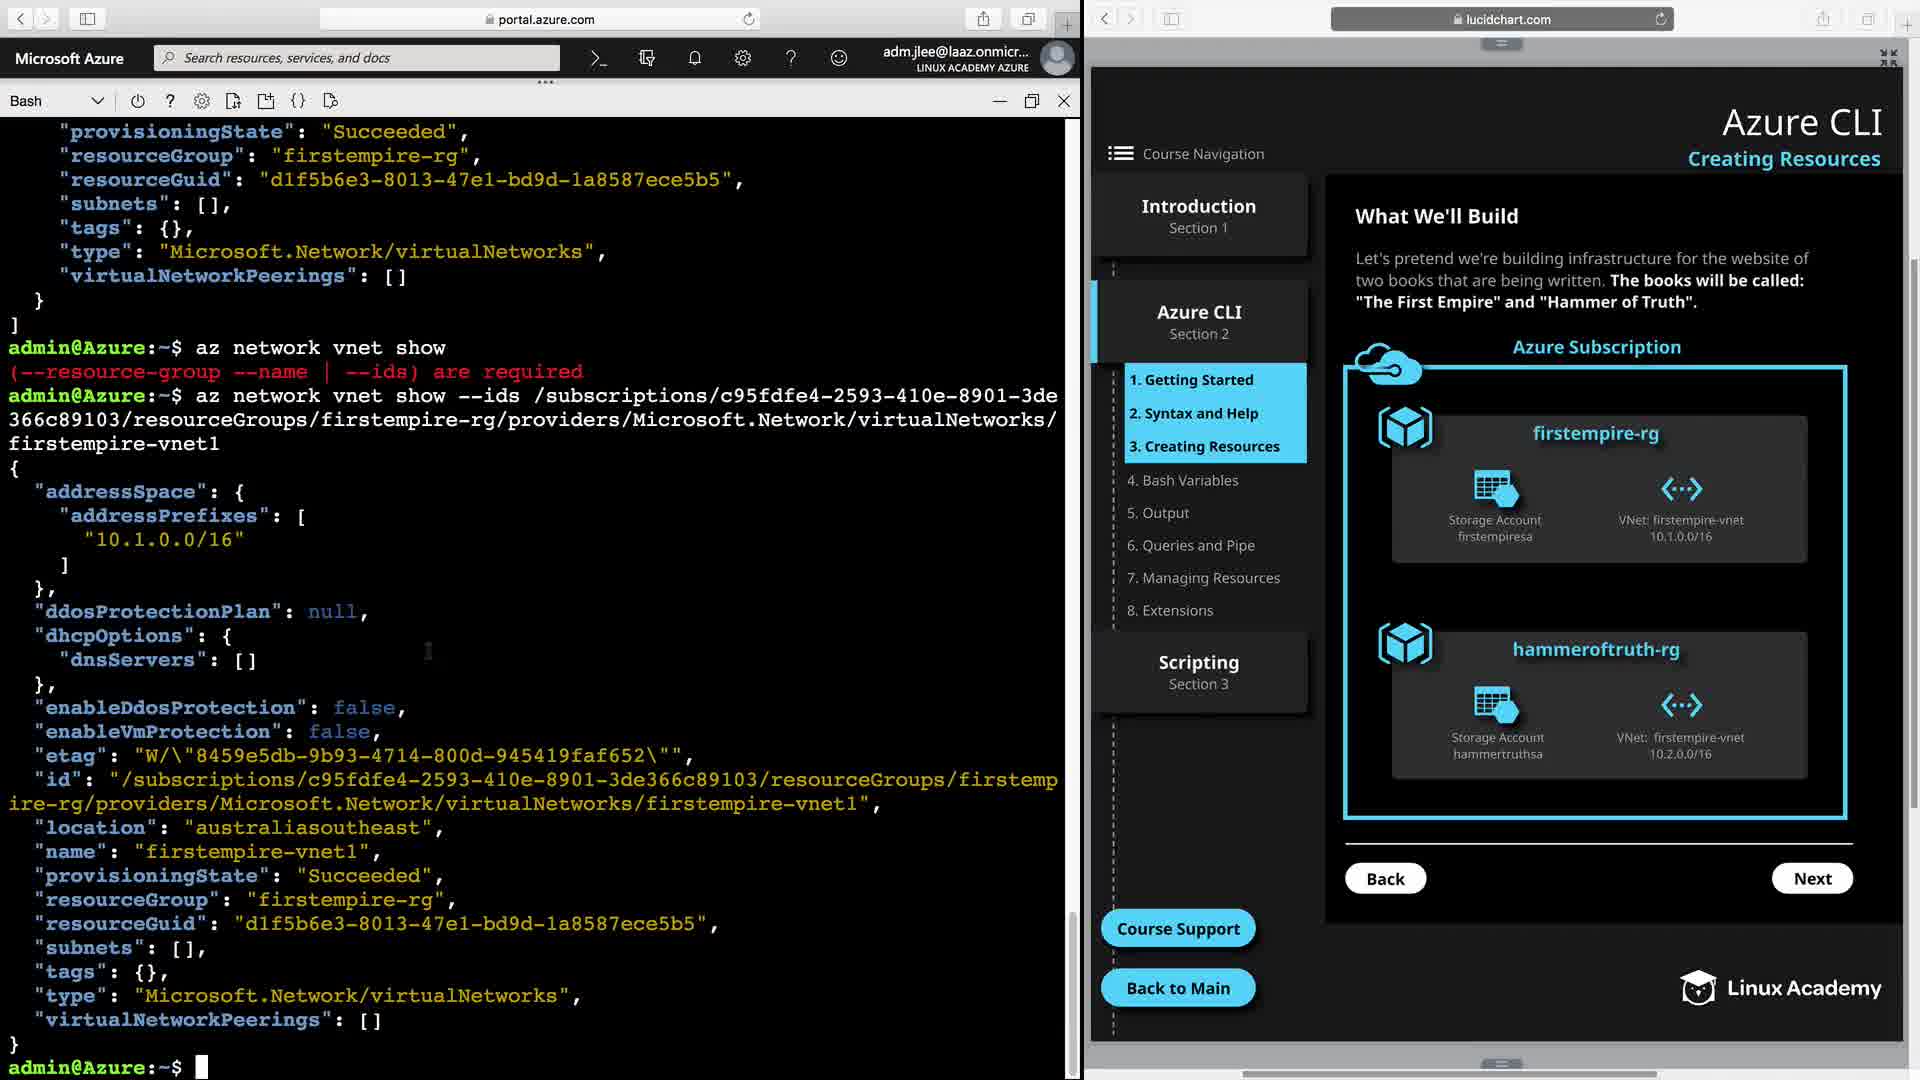 portal.azure.com
Microsoft Azure
Search resources, services, and docs
adm.jlee@laaz.onmicr...
LINUX ACADEMY AZURE
Bash
"provisioningState": "Succeeded",
"resourceGroup": "firstempire-rg",
"resourceGuid": "d1f5b6e3-8013-47e1-bd9d-1a8587ece5b5",
"subnets": [],
"tags": {},
"type": "Microsoft.Network/virtualNetworks",
"virtualNetworkPeerings": []
}
]
admin@Azure:~$ az network vnet show
(--resource-group --name | --ids) are required
admin@Azure:~$ az network vnet show --ids /subscriptions/c95fdfe4-2593-410e-8901-3de
366c89103/resourceGroups/firstempire-rg/providers/Microsoft.Network/virtualNetworks/
firstempire-vnet1
{
"addressSpace": {
"addressPrefixes": [
"10.1.0.0/16"
]
},
"ddosProtectionPlan": null,
"dhcpOptions": {
"dnsServers": []
},
"enableDdosProtection": false,
"enableVmProtection": false,
"etag": "W/\"8459e5db-9b93-4714-800d-945419faf652\"",
"id": "/subscriptions/c95fdfe4-2593-410e-8901-3de366c89103/resourceGroups/firstemp
ire-rg/providers/Microsoft.Network/virtualNetworks/firstempire-vnet1",
"location": "australiasoutheast",
"name": "firstempire-vnet1",
"provisioningState": "Succeeded",
"resourceGroup": "firstempire-rg",
"resourceGuid": "d1f5b6e3-8013-47e1-bd9d-1a8587ece5b5",
"subnets": [],
"tags": {},
"type": "Microsoft.Network/virtualNetworks",
"virtualNetworkPeerings": []
}
admin@Azure:~$
lucidchart.com
Azure CLI
Creating Resources
Course Navigation
Introduction
Section 1
Azure CLI
Section 2
1. Getting Started
2. Syntax and Help
3. Creating Resources
4. Bash Variables
5. Output
6. Queries and Pipe
7. Managing Resources
8. Extensions
Scripting
Section 3
Course Support
Back to Main
What We'll Build
Let's pretend we're building infrastructure for the website of
two books that are being written. The books will be called:
"The First Empire" and "Hammer of Truth".
Azure Subscription
firstempire-rg
Storage Account
firstempiresa
VNet: firstempire-vnet
10.1.0.0/16
hammeroftruth-rg
Storage Account
hammertruthsa
VNet: firstempire-vnet
10.2.0.0/16
Back
Next
Linux Academy